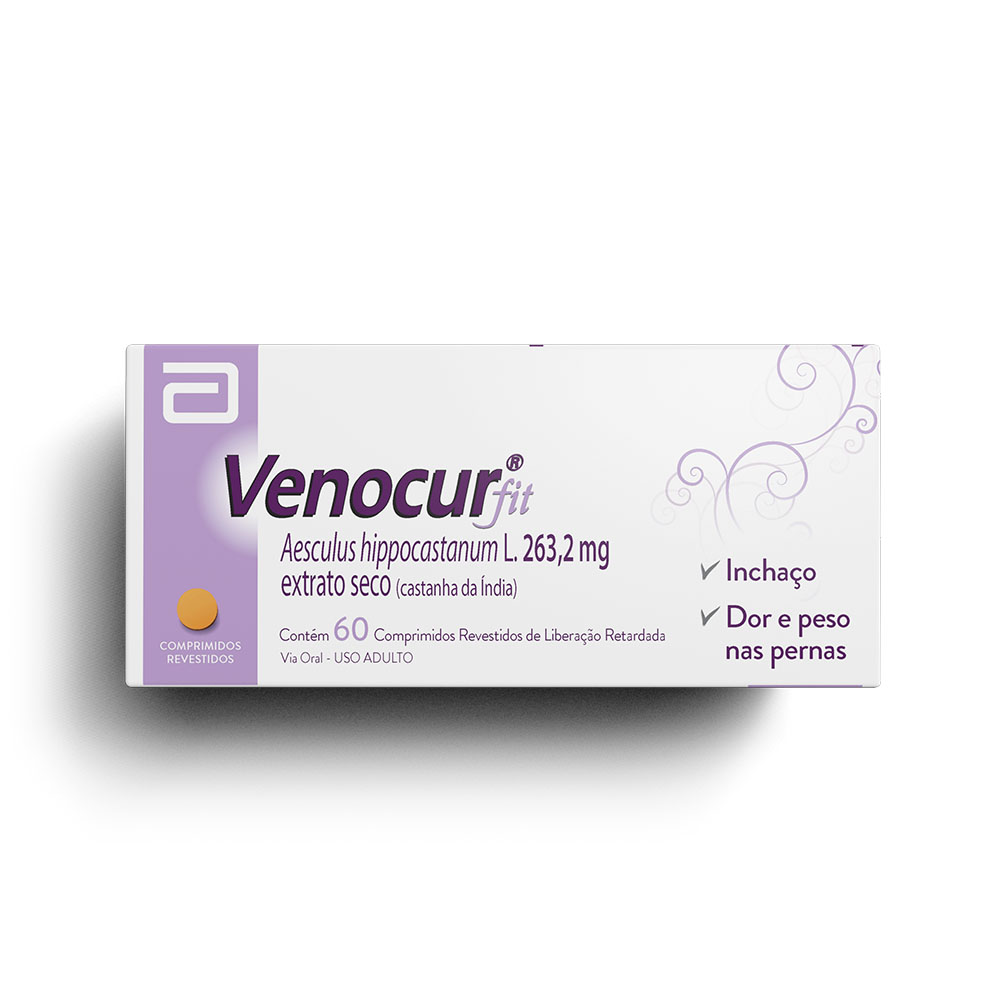 Venocur® fit
Aesculus hippocastanum L. 263,2 mg
extrato seco (castanha da Índia)
Contém 60 Comprimidos Revestidos de Liberação Retardada
Via Oral - USO ADULTO
COMPRIMIDOS
REVESTIDOS
Inchaço
Dor e peso
nas pernas